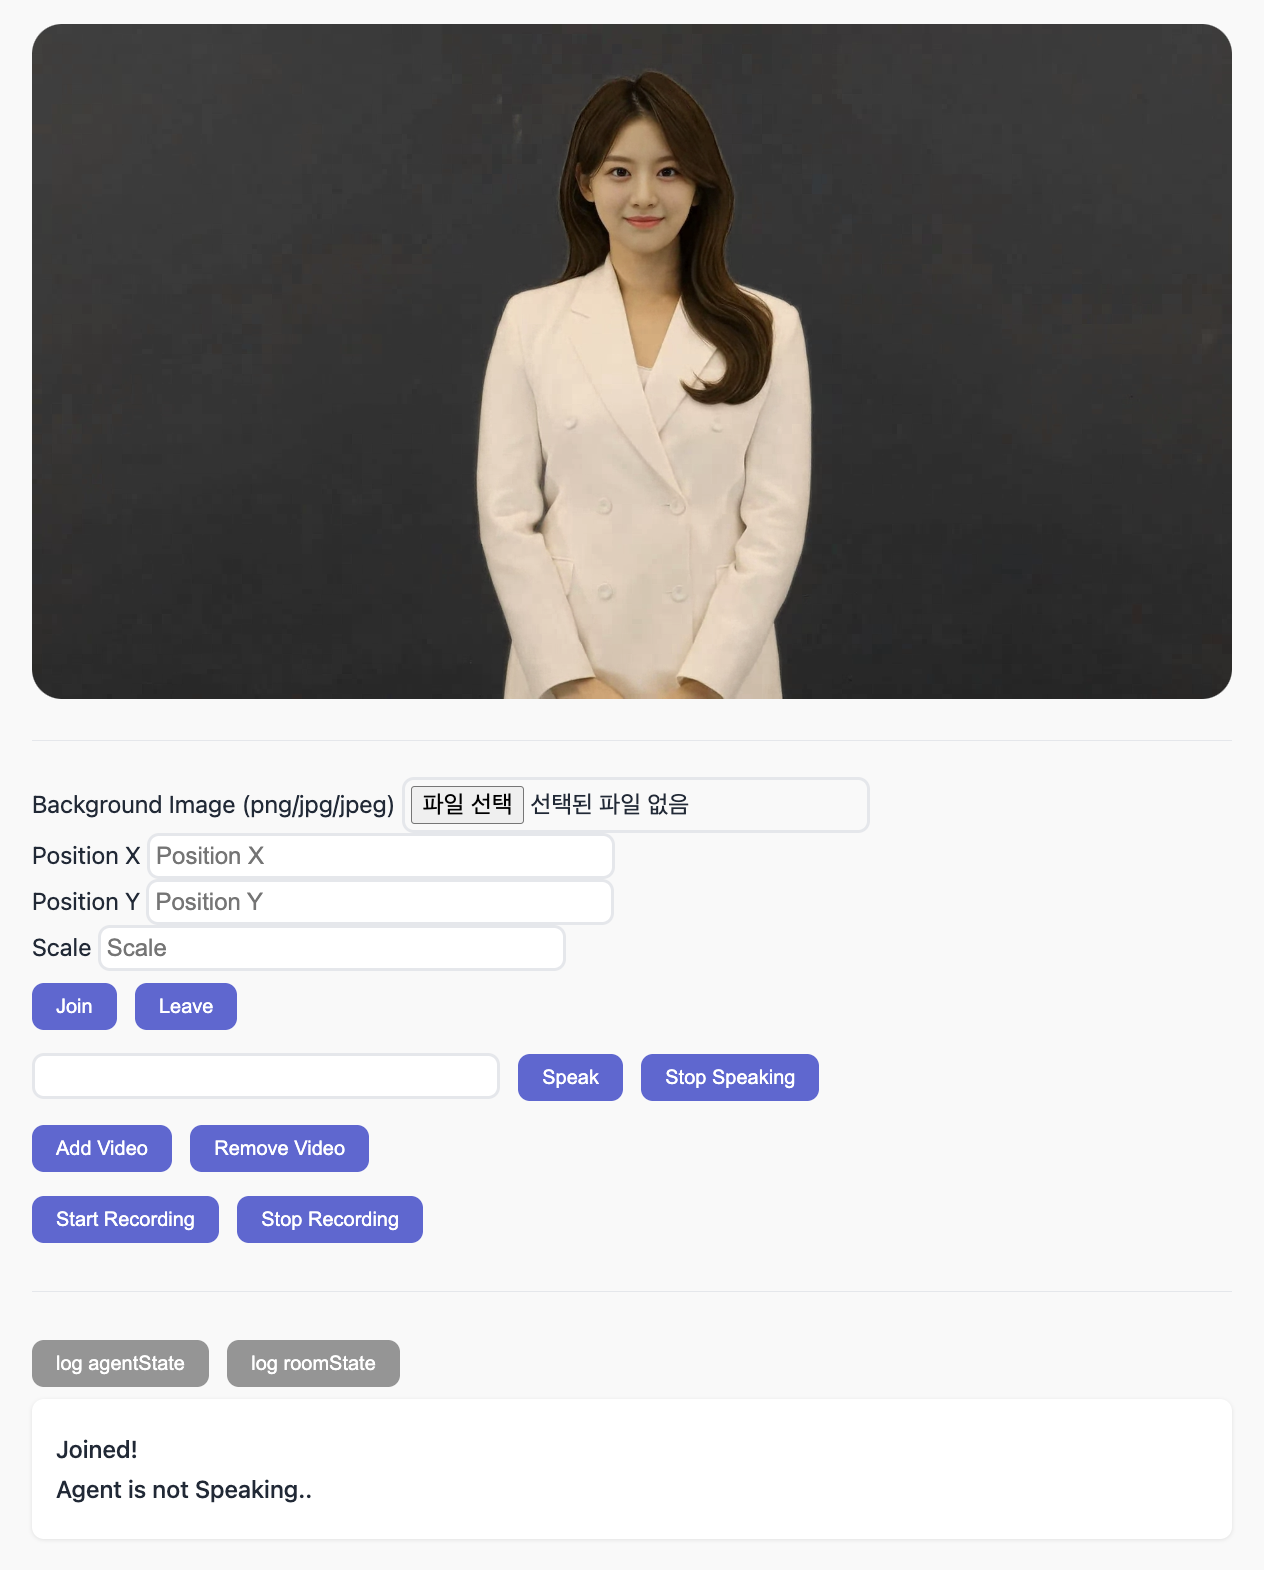 Background Image (png/jpg/jpeg) 파일 선택 선택된 파일 없음
Position X Position X
Position Y Position Y
Scale Scale
Join Leave
Speak Stop Speaking
Add Video Remove Video
Start Recording Stop Recording
log agentState log roomState
Joined!
Agent is not Speaking..